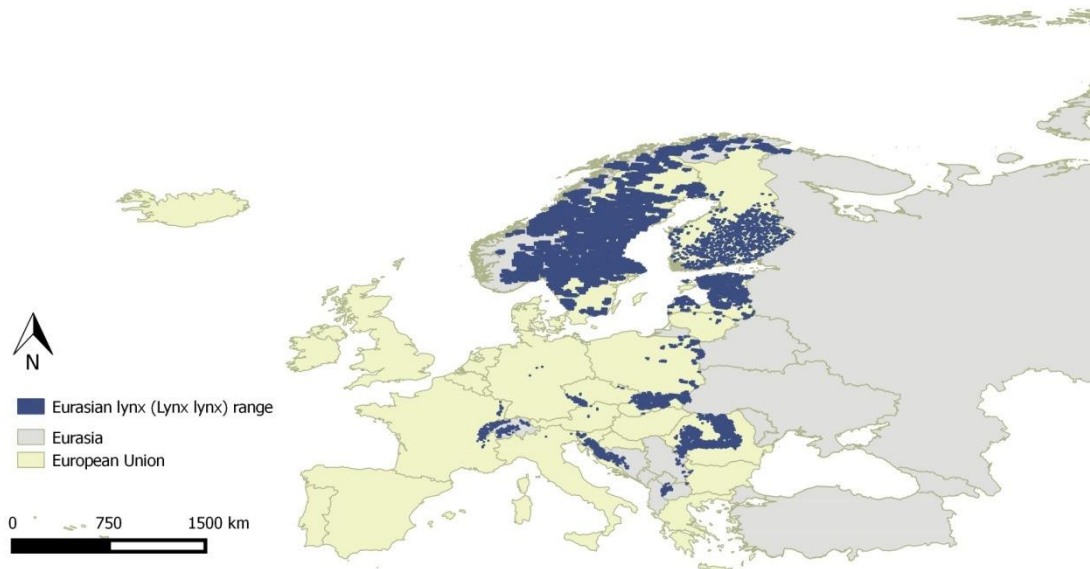 N
Eurasian lynx (Lynx lynx) range
Eurasia
European Union
0 750 1500 km